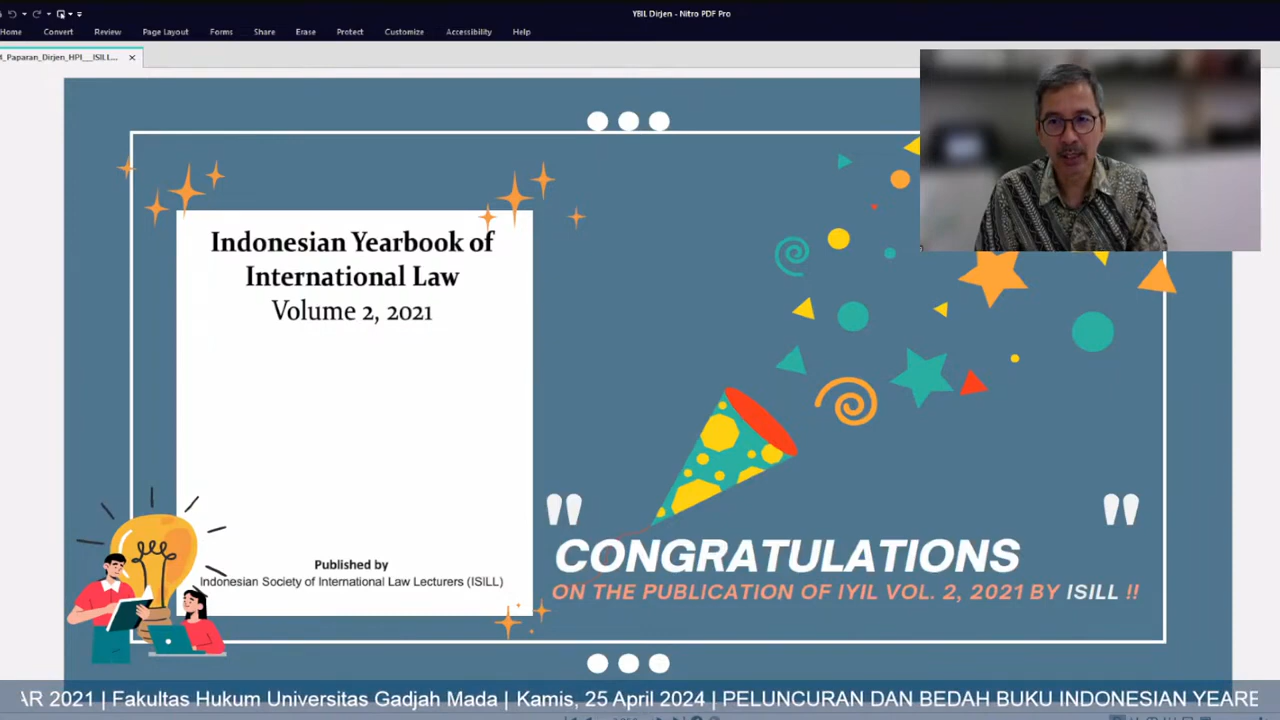 YBIL Dirjen - Nitro PDF Pro
Home Convert Review Page Layout Forms Share Erase Protect Customize Accessibility Help
_Paparan_Dirjen_HPI__ISILL...
Indonesian Yearbook of
International Law
Volume 2, 2021
Published by
Indonesian Society of International Law Lecturers (ISILL)
"
"
CONGRATULATIONS
ON THE PUBLICATION OF IYIL VOL. 2, 2021 BY ISILL !!
AR 2021 | Fakultas Hukum Universitas Gadjah Mada | Kamis, 25 April 2024 | PELUNCURAN DAN BEDAH BUKU INDONESIAN YEARB